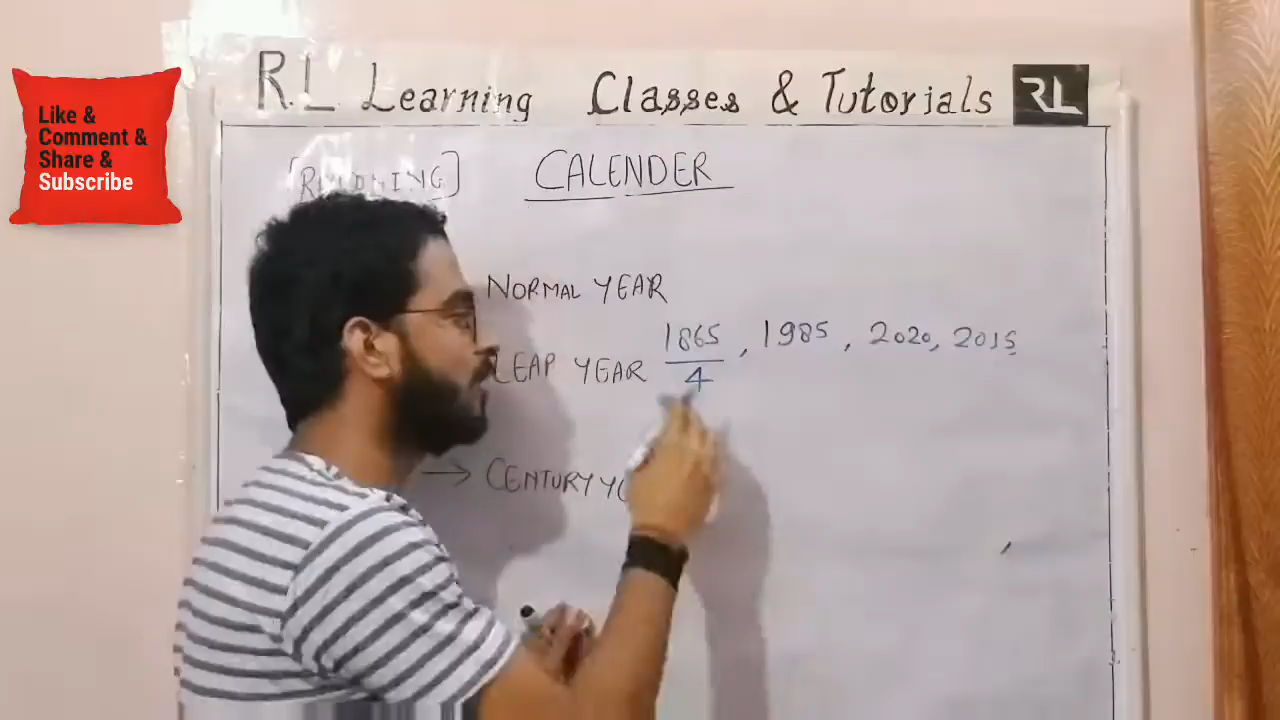 Like &
Comment &
Share &
Subscribe
R.L Learning Classes & Tutorials RL
CALENDER
NORMAL YEAR
LEAP YEAR 1865/4, 1985, 2020, 2015
→ CENTURY